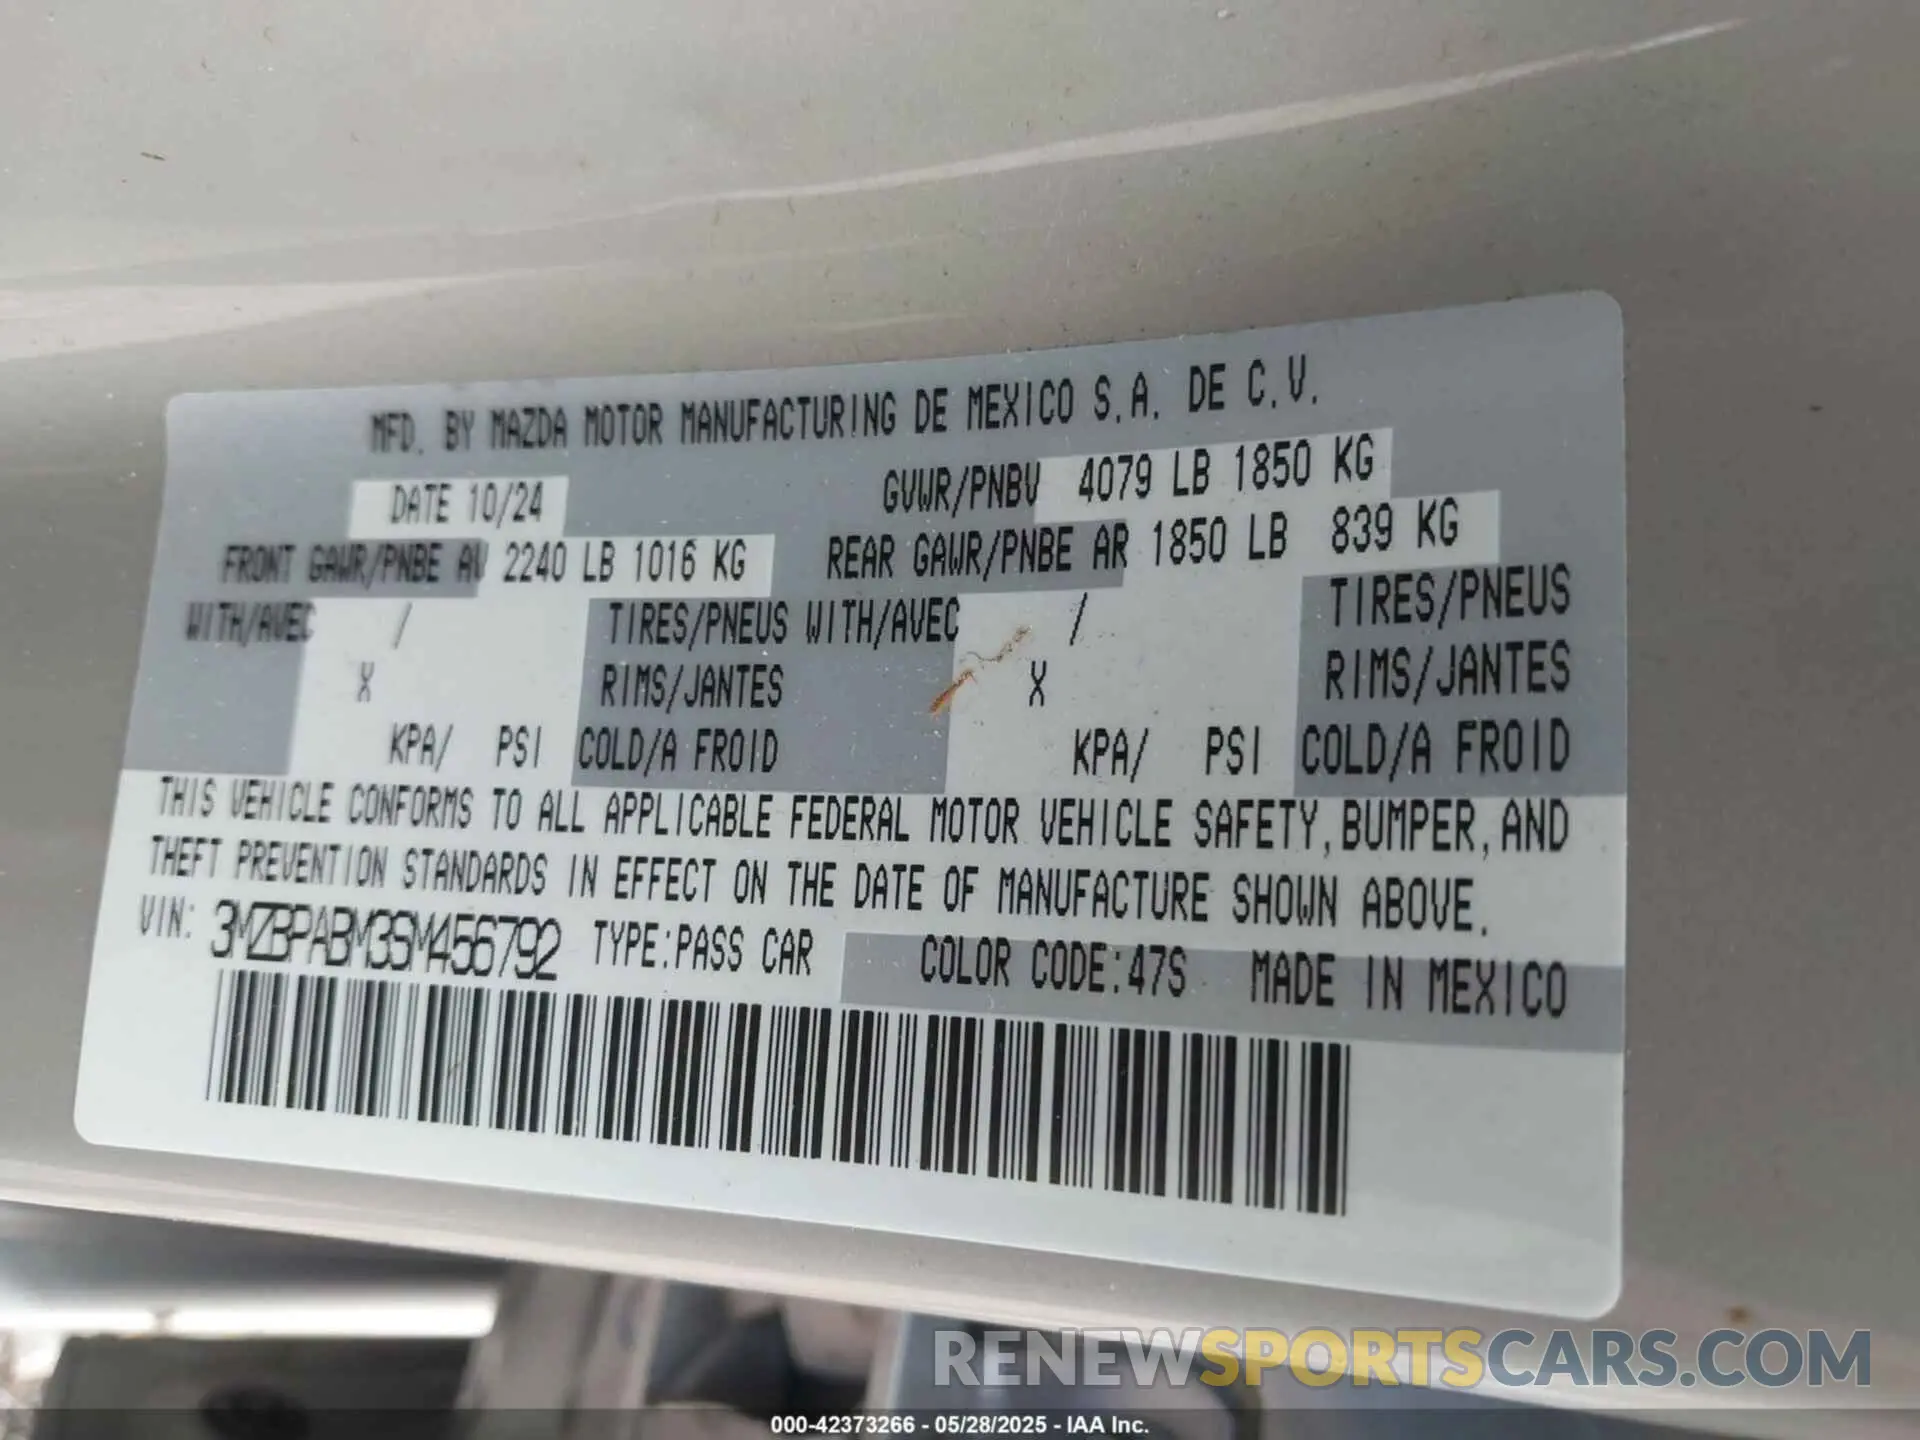 MFD. BY MAZDA MOTOR MANUFACTURING DE MEXICO S.A. DE C.V.
DATE 10/24 GVWR/PNBV 4079 LB 1850 KG
FRONT GAWR/PNBE AV 2240 LB 1016 KG REAR GAWR/PNBE AR 1850 LB 839 KG
WITH/AVEC / TIRES/PNEUS WITH/AVEC / TIRES/PNEUS
X RIMS/JANTES X RIMS/JANTES
KPA/ PSI COLD/A FROID KPA/ PSI COLD/A FROID
THIS VEHICLE CONFORMS TO ALL APPLICABLE FEDERAL MOTOR VEHICLE SAFETY, BUMPER, AND
THEFT PREVENTION STANDARDS IN EFFECT ON THE DATE OF MANUFACTURE SHOWN ABOVE.
VIN: 3MZBPABM3SM456792 TYPE: PASS CAR COLOR CODE: 47S MADE IN MEXICO
RENEWSPORTSCARS.COM
000-42373266 - 05/28/2025 - IAA Inc.